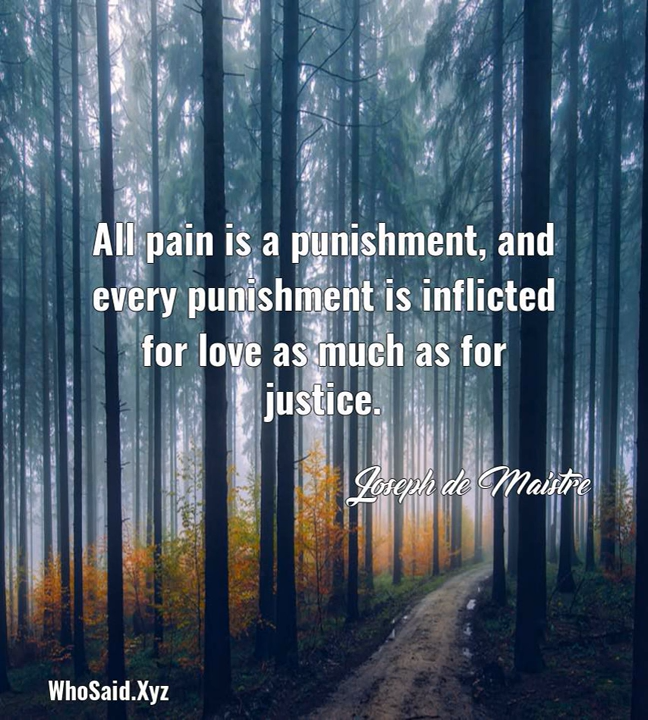 All pain is a punishment, and
every punishment is inflicted
for love as much as for
justice.
Joseph de Maistre
WhoSaid.Xyz